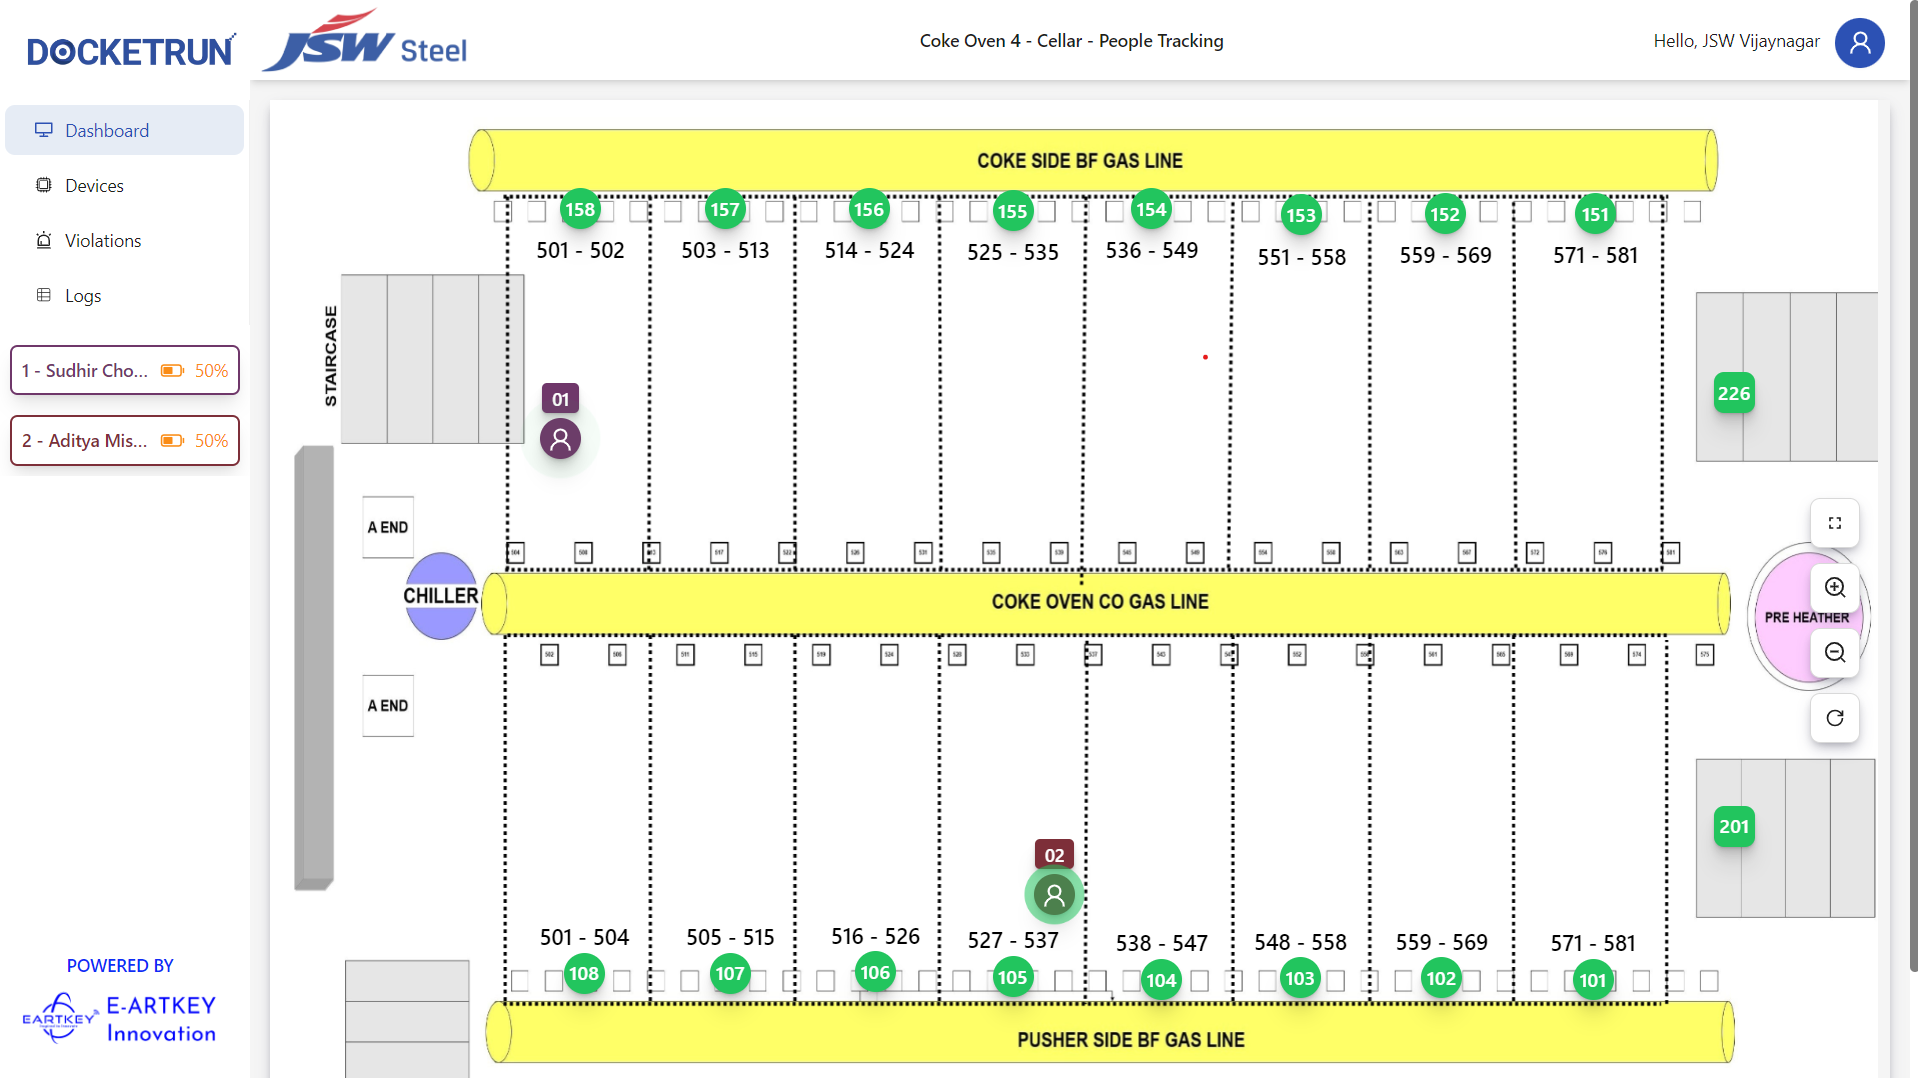 DOCKETRUN
JSW Steel
Coke Oven 4 - Cellar - People Tracking
Hello, JSW Vijaynagar
Dashboard
Devices
Violations
Logs
1 - Sudhir Cho... 50%
2 - Aditya Mis... 50%
COKE SIDE BF GAS LINE
158 157 156 155 154 153 152 151
501 - 502 503 - 513 514 - 524 525 - 535 536 - 549 551 - 558 559 - 569 571 - 581
STAIRCASE
01
226
A END
CHILLER
COKE OVEN CO GAS LINE
PRE HEATHER
A END
201
02
501 - 504 505 - 515 516 - 526 527 - 537 538 - 547 548 - 558 559 - 569 571 - 581
108 107 106 105 104 103 102 101
PUSHER SIDE BF GAS LINE
POWERED BY
EARTKEY
E-ARTKEY
Innovation